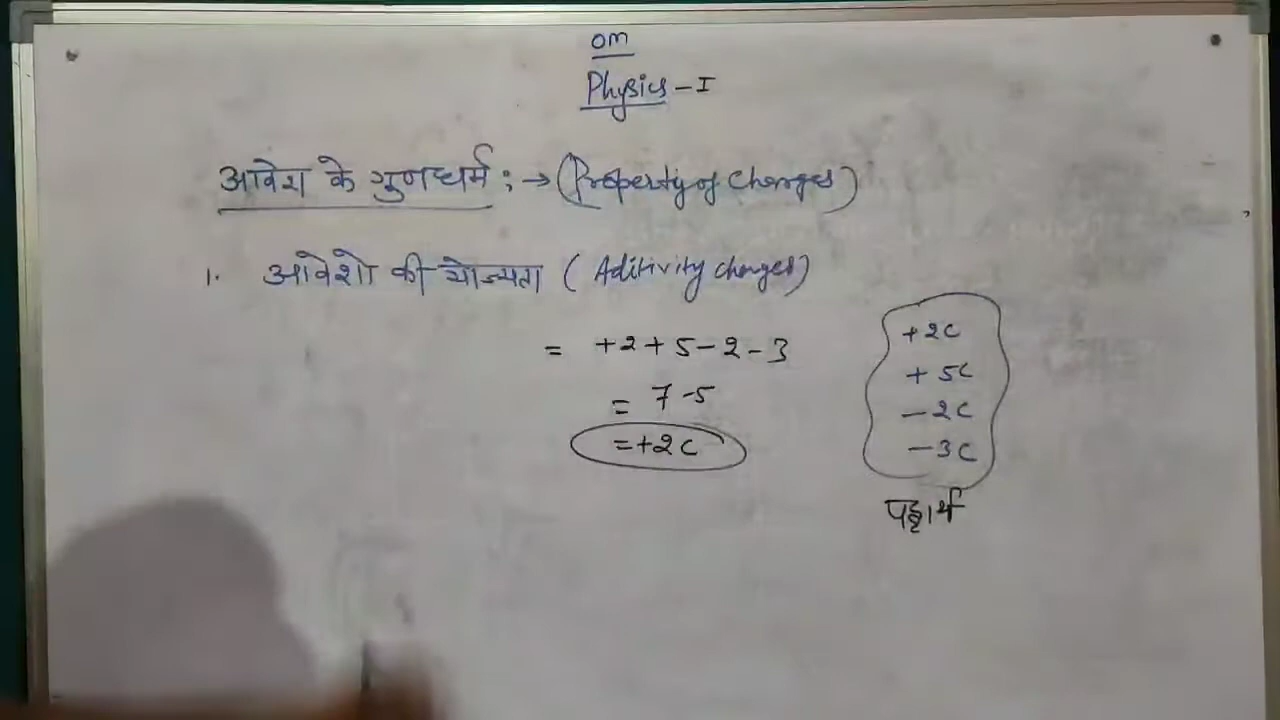 om
Physics - I
आवेश के गुणधर्म : → (Property of Charges)
1. आवेशो की योज्यता ( Aditivity charges)
= +2+5-2-3
= 7-5
=+2C
+2C
+5C
-2C
-3C
पदार्थ